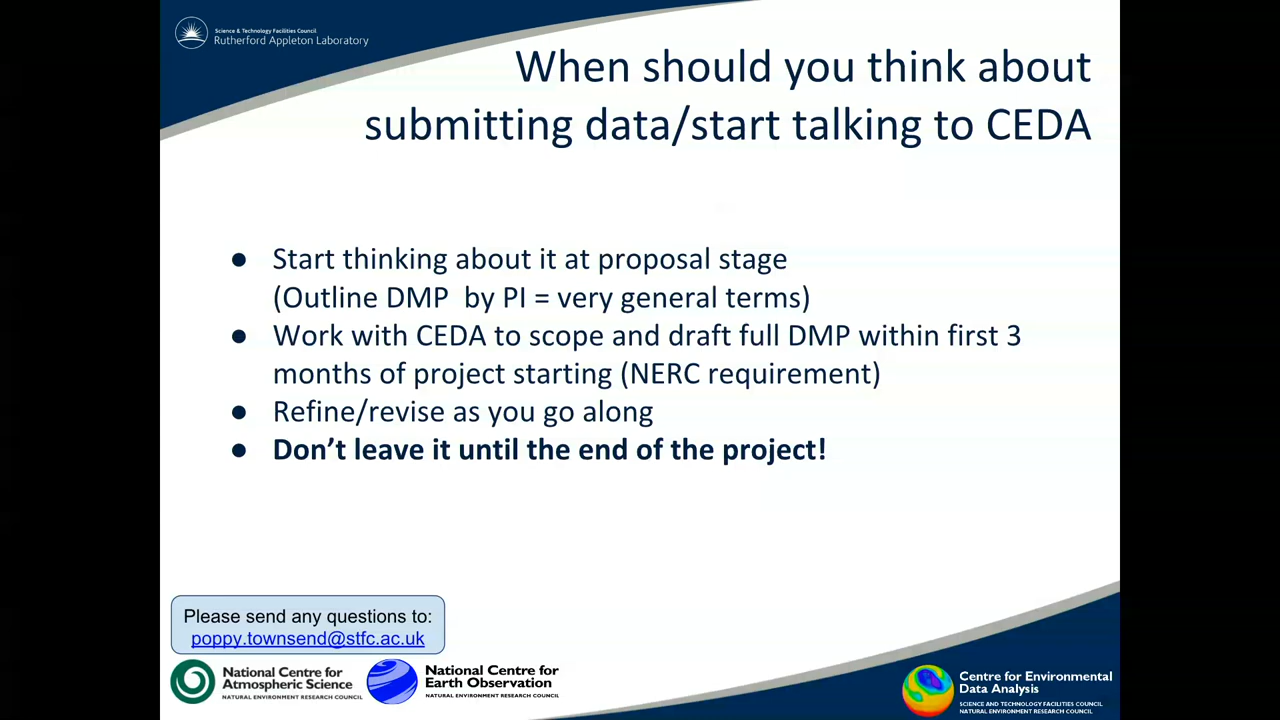 Science & Technology Facilities Council
Rutherford Appleton Laboratory
When should you think about
submitting data/start talking to CEDA
● Start thinking about it at proposal stage
(Outline DMP by PI = very general terms)
● Work with CEDA to scope and draft full DMP within first 3
months of project starting (NERC requirement)
● Refine/revise as you go along
● Don’t leave it until the end of the project!
Please send any questions to:
poppy.townsend@stfc.ac.uk
National Centre for
Atmospheric Science
NATURAL ENVIRONMENT RESEARCH COUNCIL
National Centre for
Earth Observation
NATURAL ENVIRONMENT RESEARCH COUNCIL
Centre for Environmental
Data Analysis
SCIENCE AND TECHNOLOGY FACILITIES COUNCIL
NATURAL ENVIRONMENT RESEARCH COUNCIL